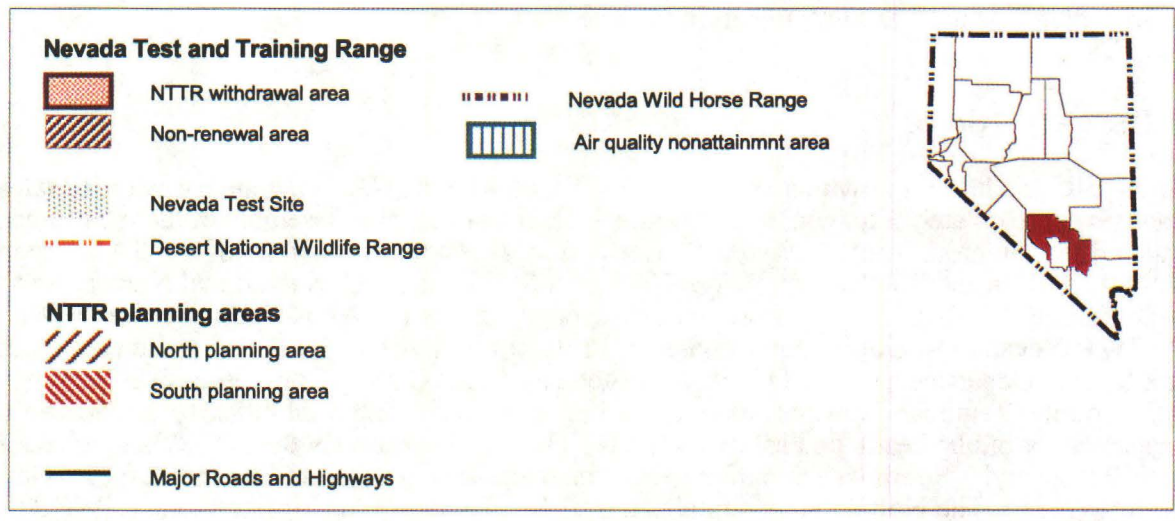 Nevada Test and Training Range
NTTR withdrawal area
Non-renewal area
Nevada Test Site
Desert National Wildlife Range
NTTR planning areas
North planning area
South planning area
Major Roads and Highways
Nevada Wild Horse Range
Air quality nonattainmnt area